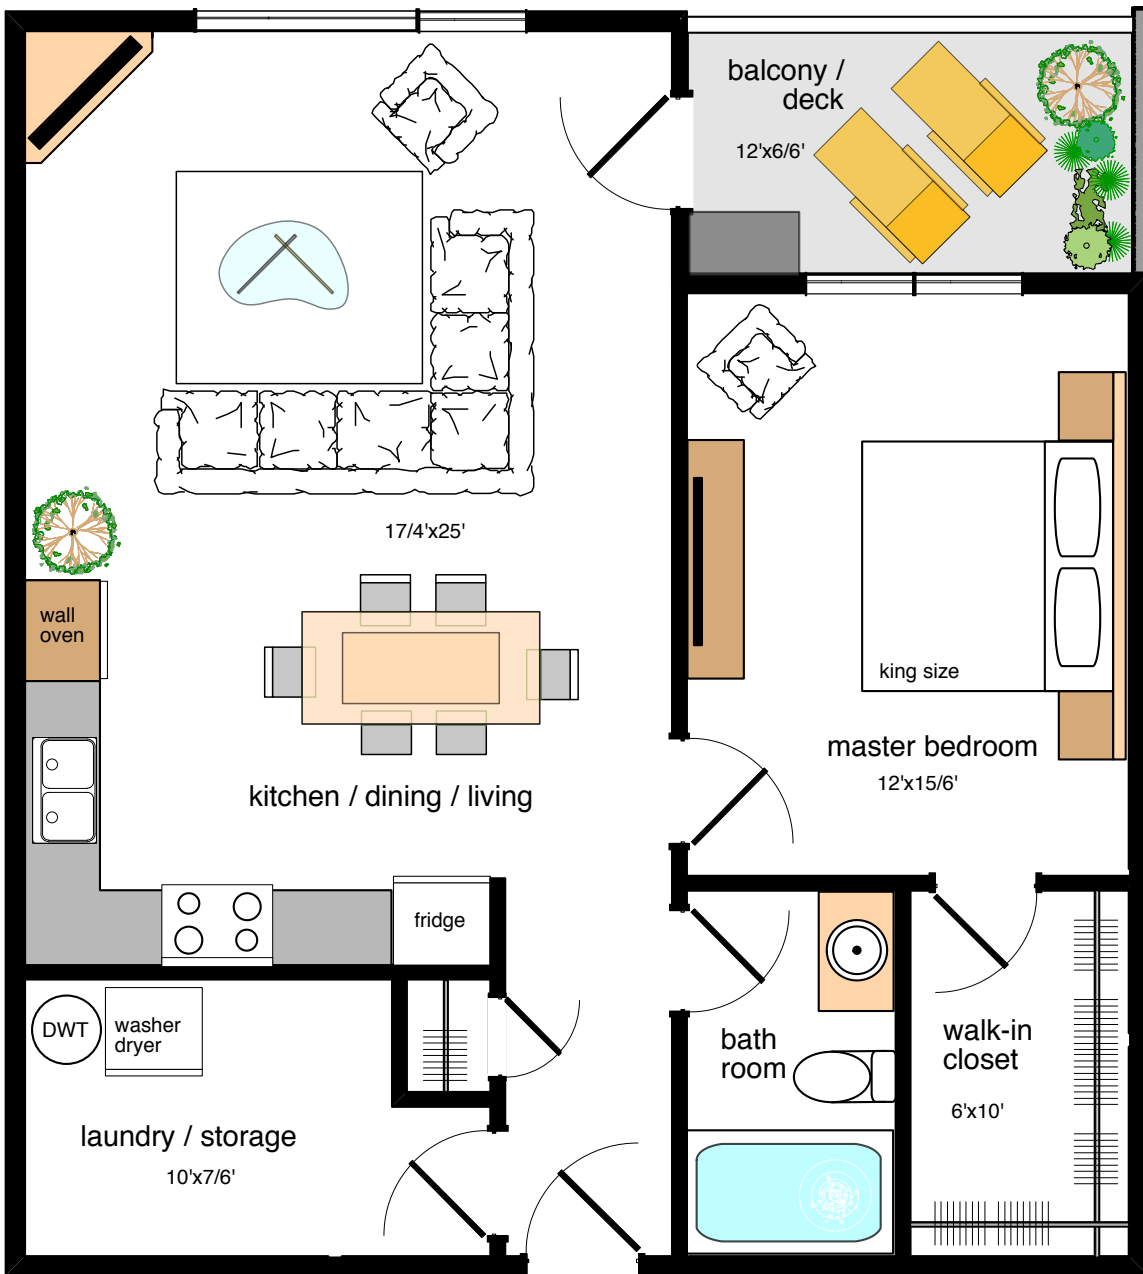 balcony /
deck
12'x6/6'
17/4'x25'
wall
oven
king size
master bedroom
12'x15/6'
kitchen / dining / living
fridge
DWT
washer
dryer
bath
room
walk-in
closet
6'x10'
laundry / storage
10'x7/6'